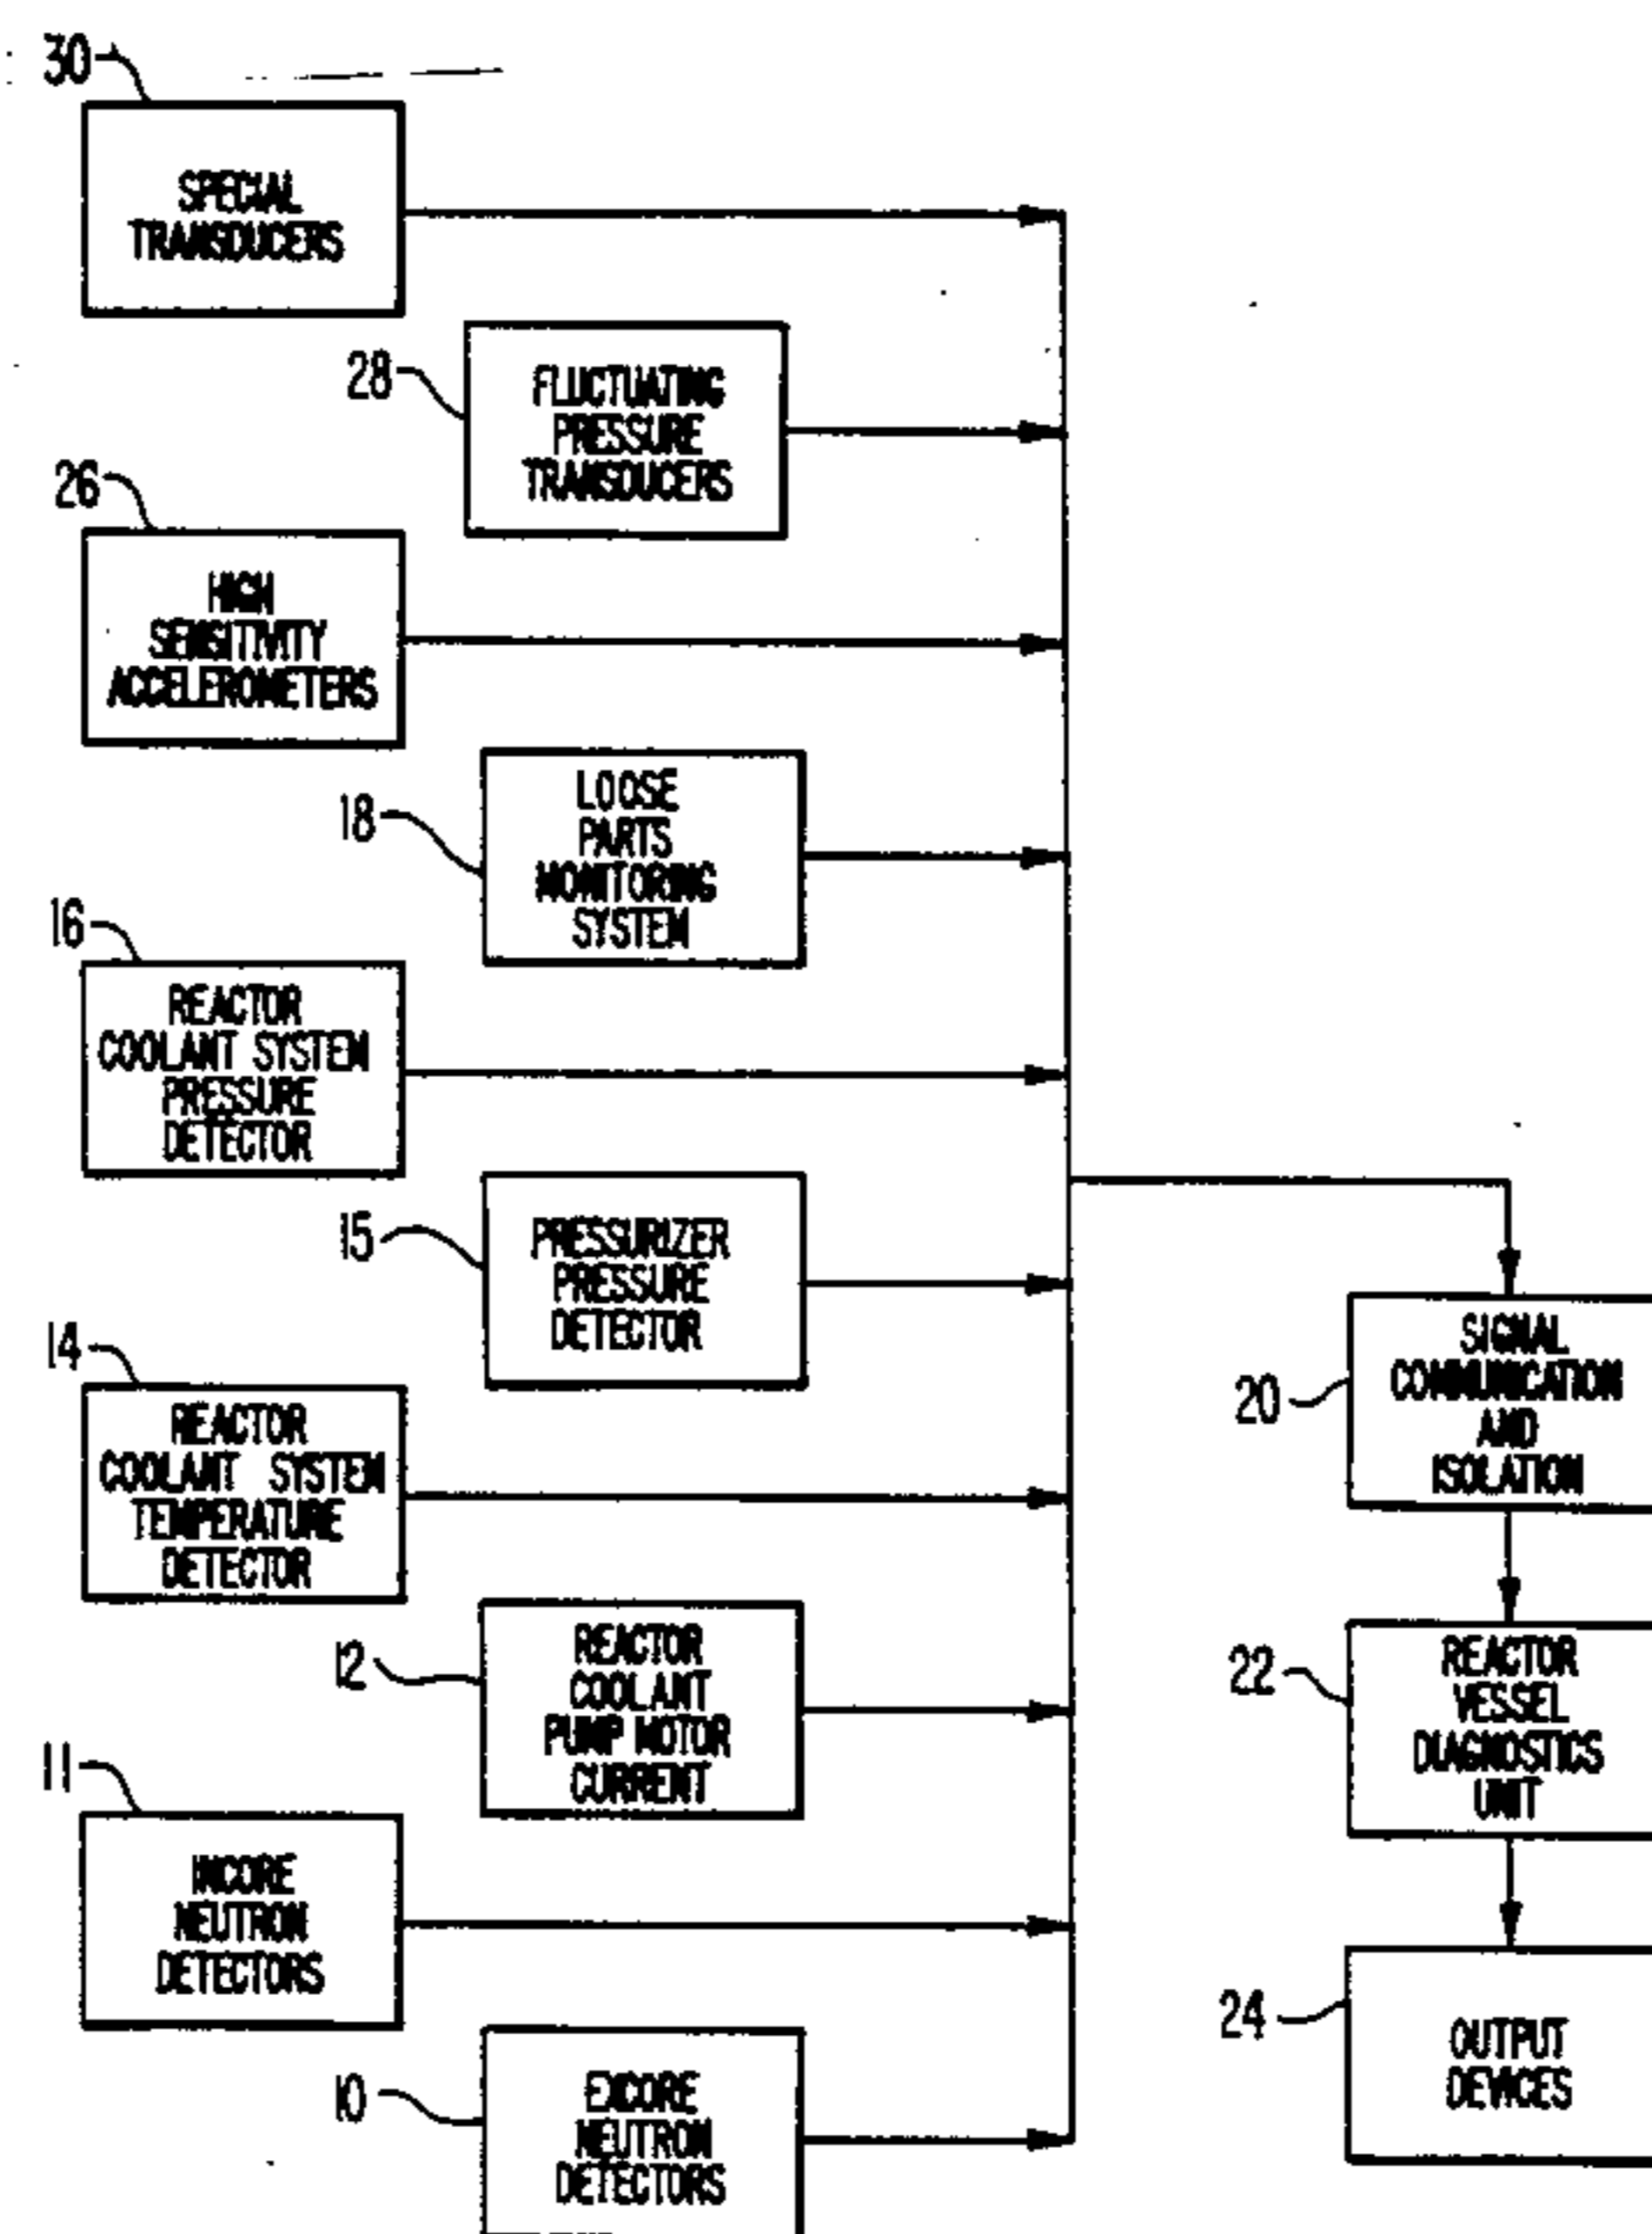 30
SPECIAL
TRANSDUCERS
28
FLUCTUATING
PRESSURE
TRANSDUCERS
26
HIGH
SENSITIVITY
ACCELEROMETERS
18
LOOSE
PARTS
MONITORING
SYSTEM
16
REACTOR
COOLANT SYSTEM
PRESSURE
DETECTOR
15
PRESSURIZER
PRESSURE
DETECTOR
14
REACTOR
COOLANT SYSTEM
TEMPERATURE
DETECTOR
12
REACTOR
COOLANT
PUMP MOTOR
CURRENT
11
INCORE
NEUTRON
DETECTORS
10
EXCORE
NEUTRON
DETECTORS
20
SIGNAL
COMMUNICATION
AND
ISOLATION
22
REACTOR
VESSEL
DIAGNOSTICS
UNIT
24
OUTPUT
DEVICES